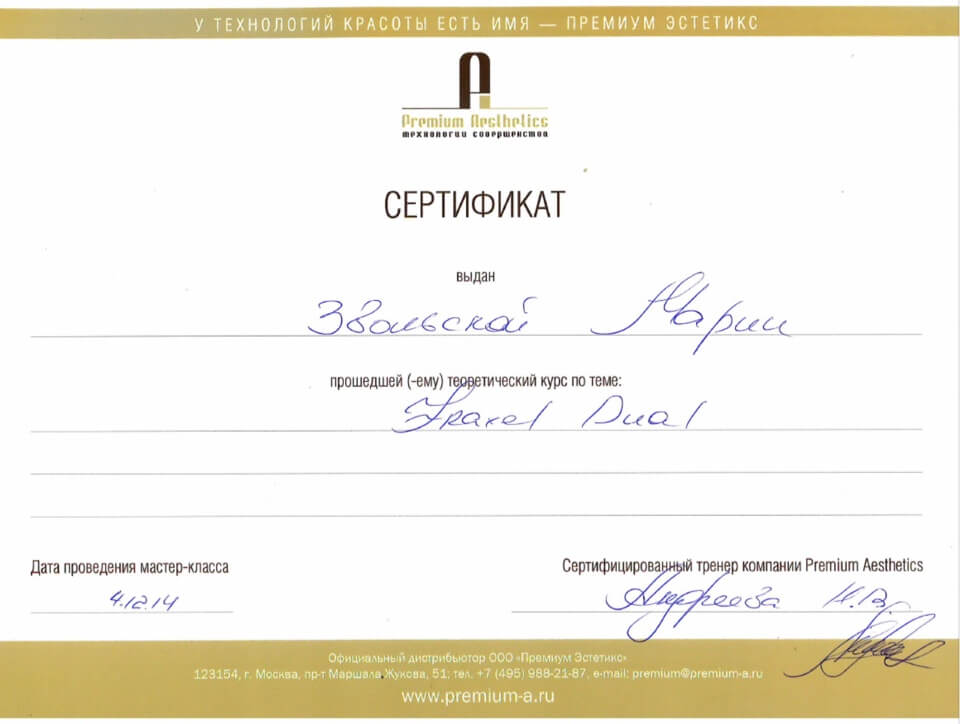 У ТЕХНОЛОГИЙ КРАСОТЫ ЕСТЬ ИМЯ — ПРЕМИУМ ЭСТЕТИКС
Premium Aesthetics
технологии совершенства
СЕРТИФИКАТ
выдан
Звольской Марии
прошедшей (-ему) теоретический курс по теме:
Fraxel Dual
Дата проведения мастер-класса
Сертифицированный тренер компании Premium Aesthetics
4.12.14
Андреева Н.В.
Официальный дистрибьютор ООО «Премиум Эстетикс»
123154, г. Москва, пр-т Маршала Жукова, 51; тел. +7 (495) 988-21-87, e-mail: premium@premium-a.ru
www.premium-a.ru